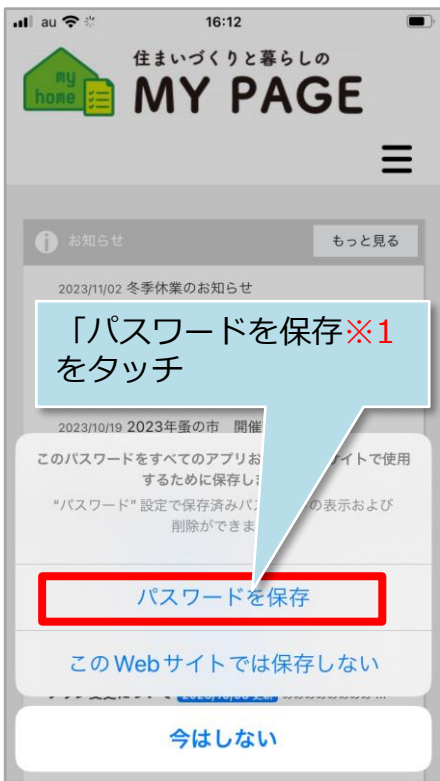 au
16:12
my
home
住まいづくりと暮らしの
MY PAGE
お知らせ
もっと見る
2023/11/02 冬季休業のお知らせ
「パスワードを保存※1
をタッチ
2023/10/19 2023年蚤の市 開催
このパスワードをすべてのアプリお イトで使用
するために保存し
“パスワード” 設定で保存済みパ の表示および
削除ができま
パスワードを保存
このWebサイトでは保存しない
今はしない